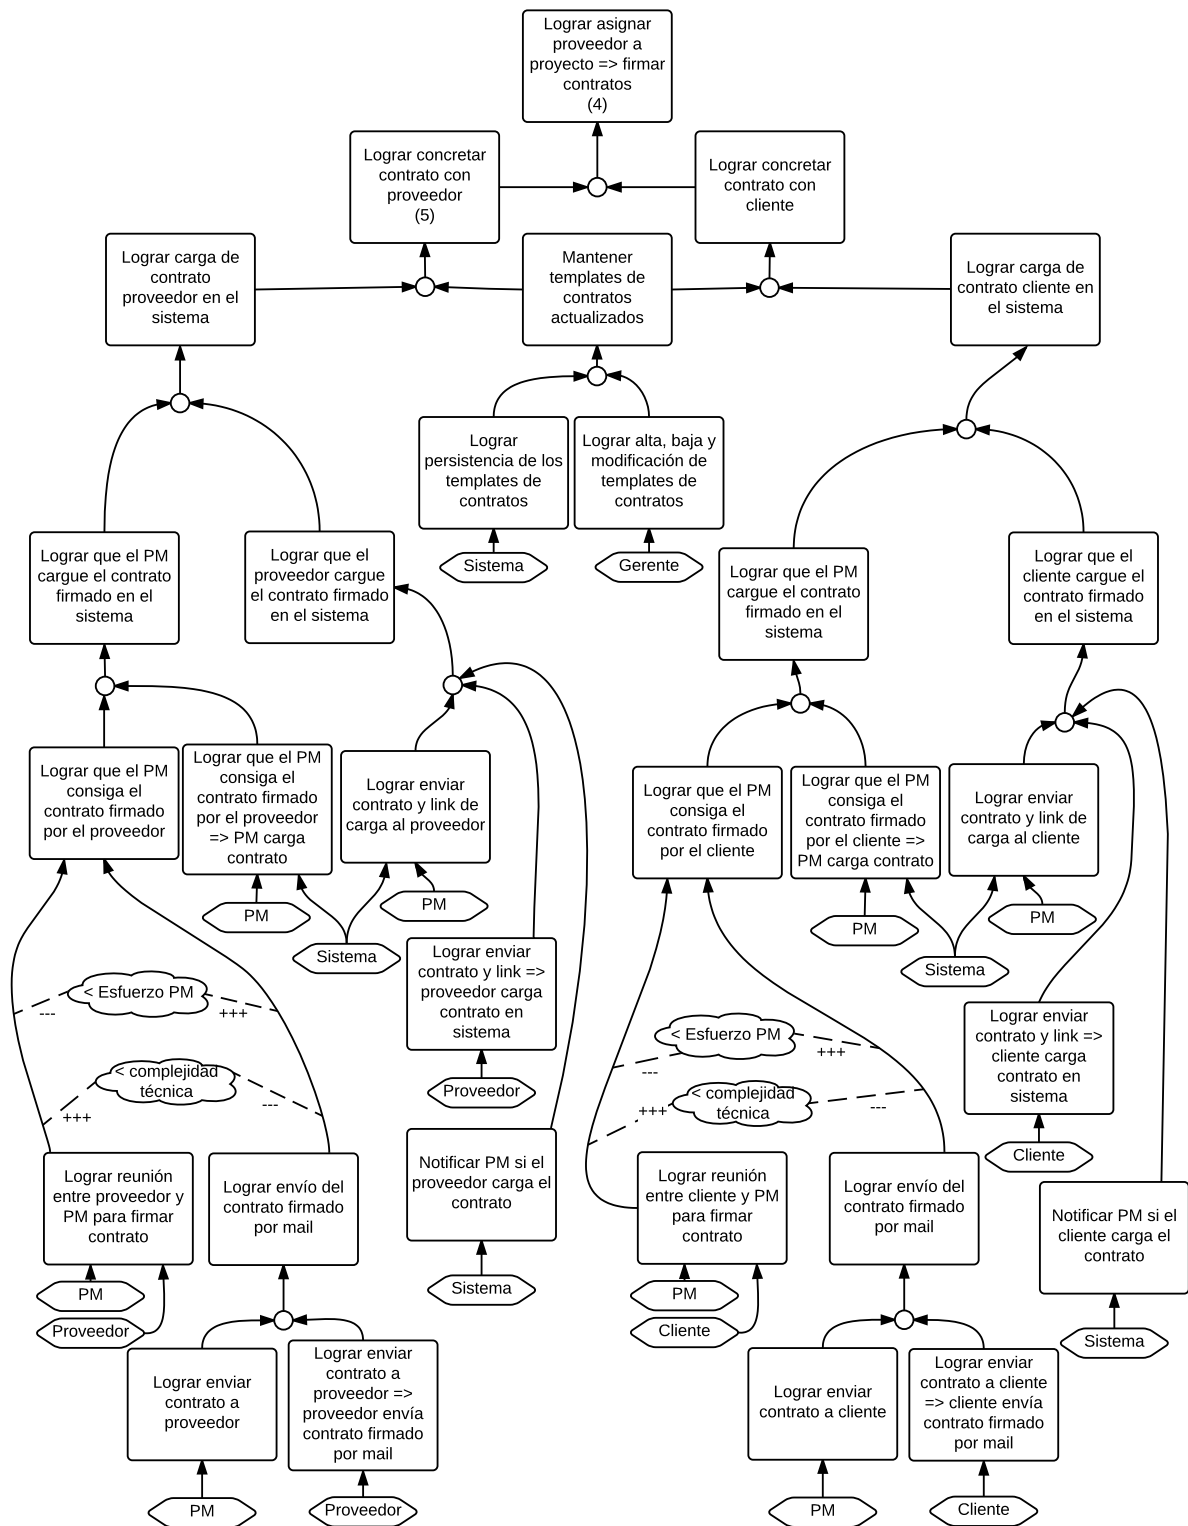 Lograr asignar
proveedor a
proyecto => firmar
contratos
(4)
Lograr concretar
contrato con
proveedor
(5)
Lograr concretar
contrato con
cliente
Lograr carga de
contrato
proveedor en el
sistema
Mantener
templates de
contratos
actualizados
Lograr carga de
contrato cliente en
el sistema
Lograr
persistencia de los
templates de
contratos
Lograr alta, baja y
modificación de
templates de
contratos
Sistema
Gerente
Lograr que el PM
cargue el contrato
firmado en el
sistema
Lograr que el
proveedor cargue
el contrato firmado
en el sistema
Lograr que el PM
cargue el contrato
firmado en el
sistema
Lograr que el
cliente cargue el
contrato firmado
en el sistema
Lograr que el PM
consiga el
contrato firmado
por el proveedor
Lograr que el PM
consiga el
contrato firmado
por el proveedor
=> PM carga
contrato
Lograr enviar
contrato y link de
carga al proveedor
Lograr que el PM
consiga el
contrato firmado
por el cliente
Lograr que el PM
consiga el
contrato firmado
por el cliente =>
PM carga contrato
Lograr enviar
contrato y link de
carga al cliente
PM
PM
Sistema
PM
PM
Sistema
Lograr enviar
contrato y link =>
proveedor carga
contrato en
sistema
Proveedor
Lograr enviar
contrato y link =>
cliente carga
contrato en
sistema
Cliente
< Esfuerzo PM
---
+++
< complejidad
técnica
+++
---
< Esfuerzo PM
---
+++
< complejidad
técnica
+++
---
Lograr reunión
entre proveedor y
PM para firmar
contrato
Lograr envío del
contrato firmado
por mail
Notificar PM si el
proveedor carga el
contrato
Sistema
Lograr reunión
entre cliente y PM
para firmar
contrato
Lograr envío del
contrato firmado
por mail
Notificar PM si el
cliente carga el
contrato
Sistema
PM
Proveedor
PM
Cliente
Lograr enviar
contrato a
proveedor
Lograr enviar
contrato a
proveedor =>
proveedor envía
contrato firmado
por mail
Lograr enviar
contrato a cliente
Lograr enviar
contrato a cliente
=> cliente envía
contrato firmado
por mail
PM
Proveedor
PM
Cliente